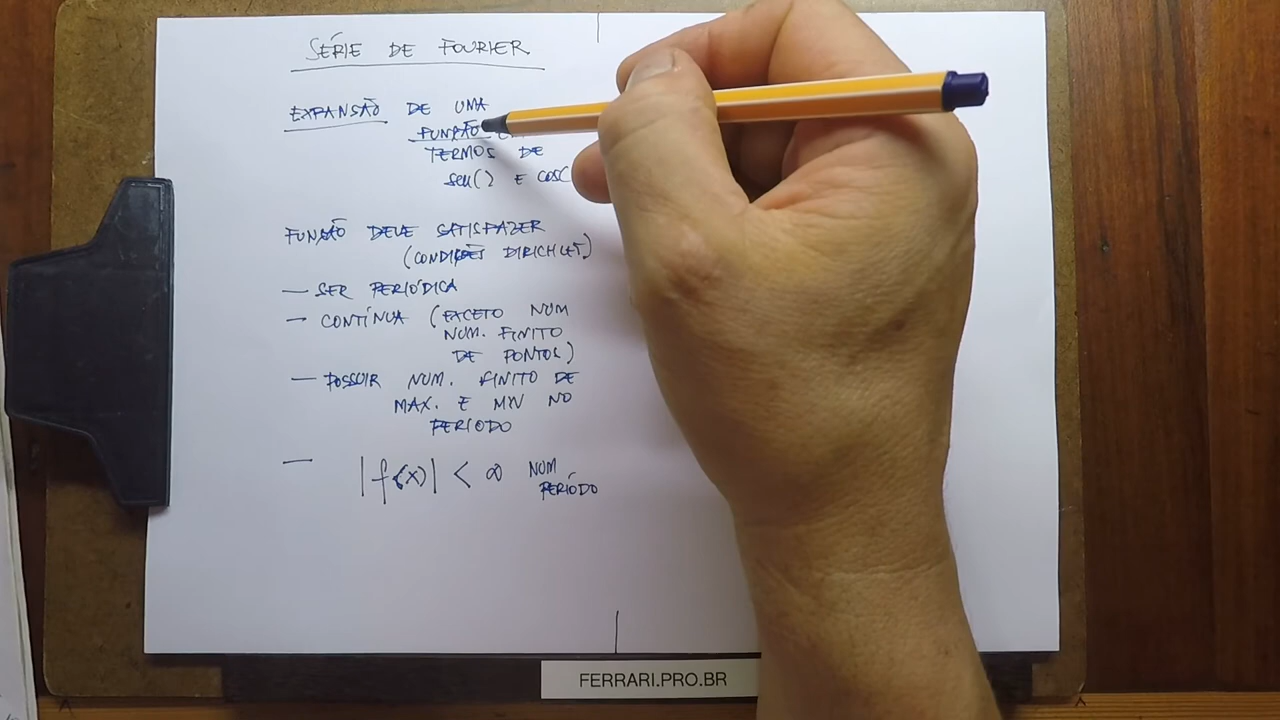 SÉRIE DE FOURIER
EXPANSÃO DE UMA
FUNÇÃO
TERMOS DE
SEN( ) E COS(
FUNÇÃO DEVE SATISFAZER
(CONDIÇÕES DIRICHLET)
— SER PERIÓDICA
— CONTÍNUA (EXCETO NUM
NUM. FINITO
DE PONTOS)
— POSSUIR NUM. FINITO DE
MAX. E MIN NO
PERÍODO
— |f(x)| < ∞ NUM
PERÍODO
FERRARI.PRO.BR